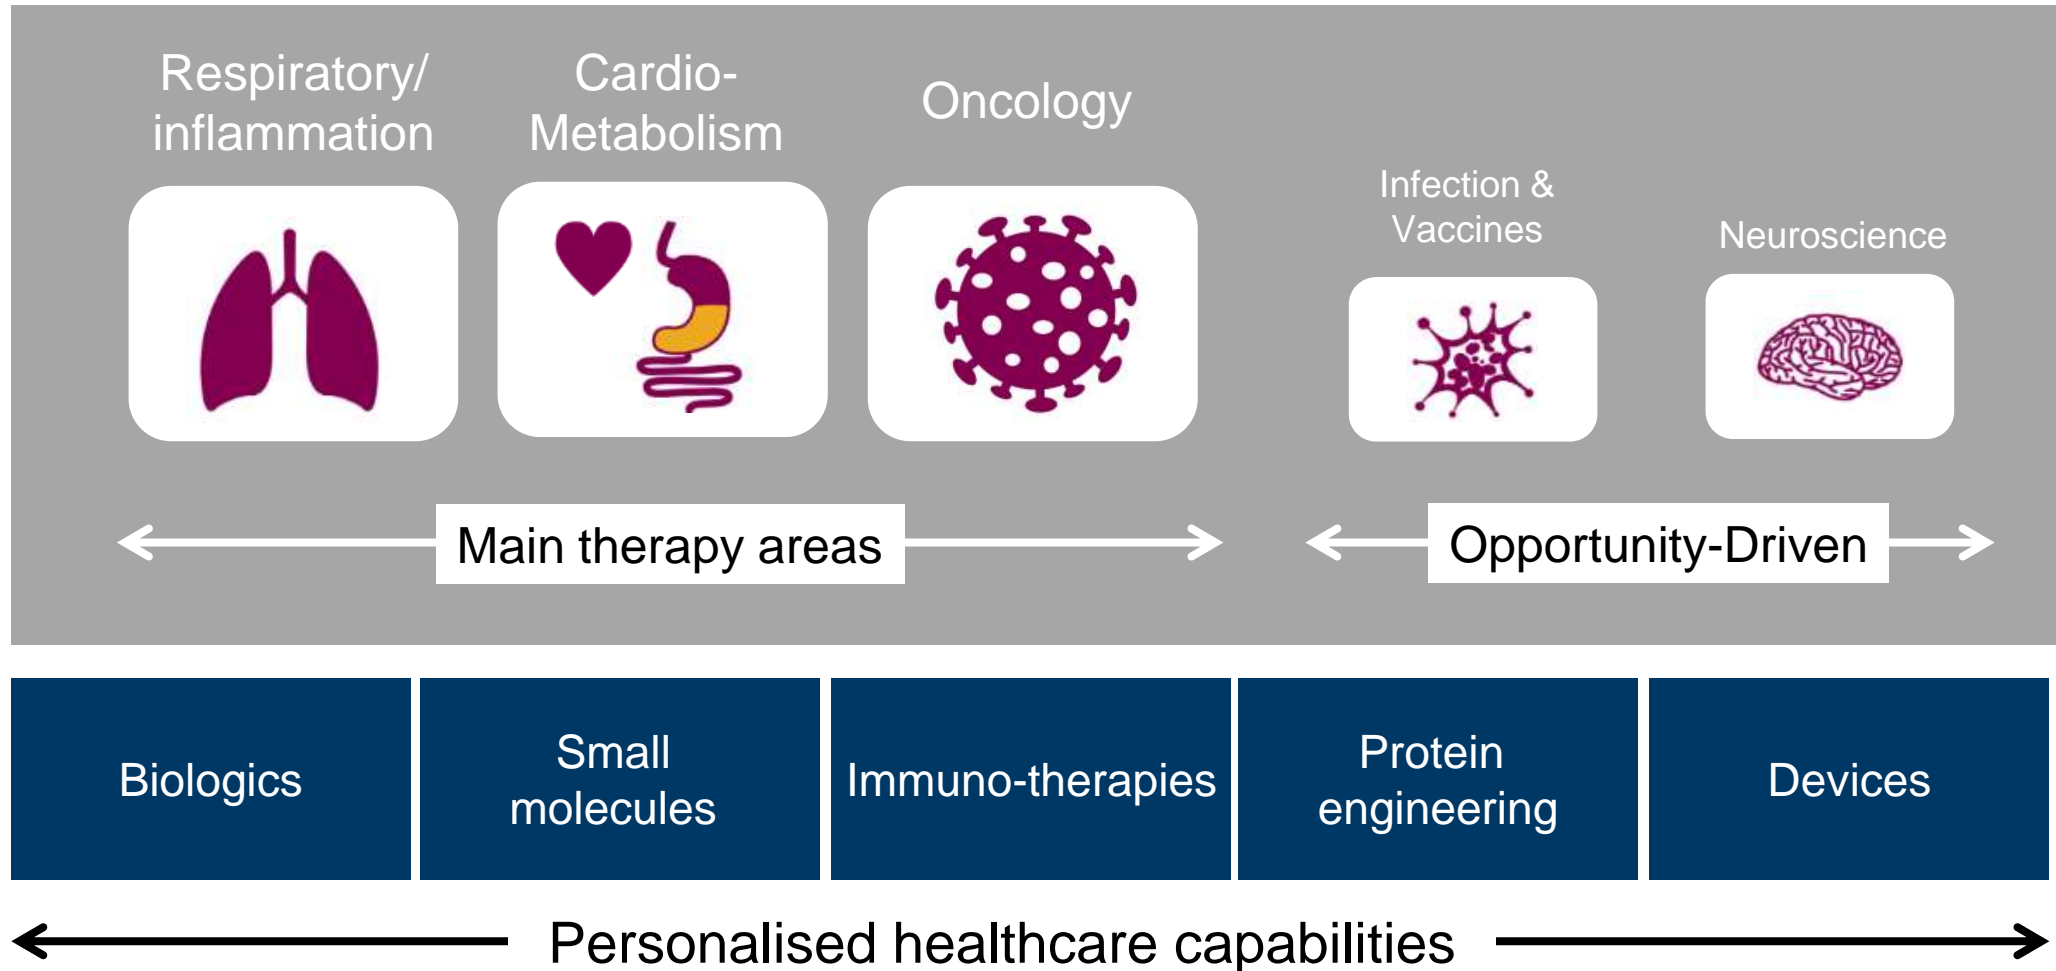 Respiratory/
inflammation
Cardio-
Metabolism
Oncology
Infection &
Vaccines
Neuroscience
Main therapy areas
Opportunity-Driven
Biologics
Small
molecules
Immuno-therapies
Protein
engineering
Devices
Personalised healthcare capabilities